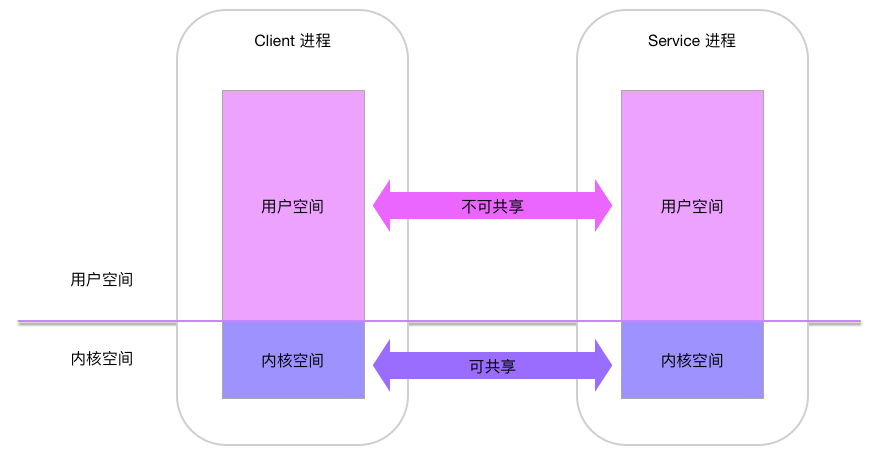 Client 进程
Service 进程
用户空间
不可共享
用户空间
用户空间
内核空间
内核空间
可共享
内核空间